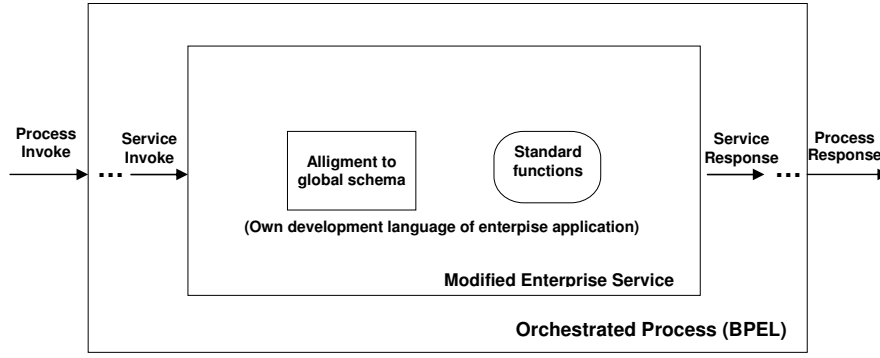 Process
Invoke
...
Service
Invoke
Alligment to
global schema
Standard
functions
(Own development language of enterpise application)
Modified Enterprise Service
Service
Response
...
Process
Response
Orchestrated Process (BPEL)